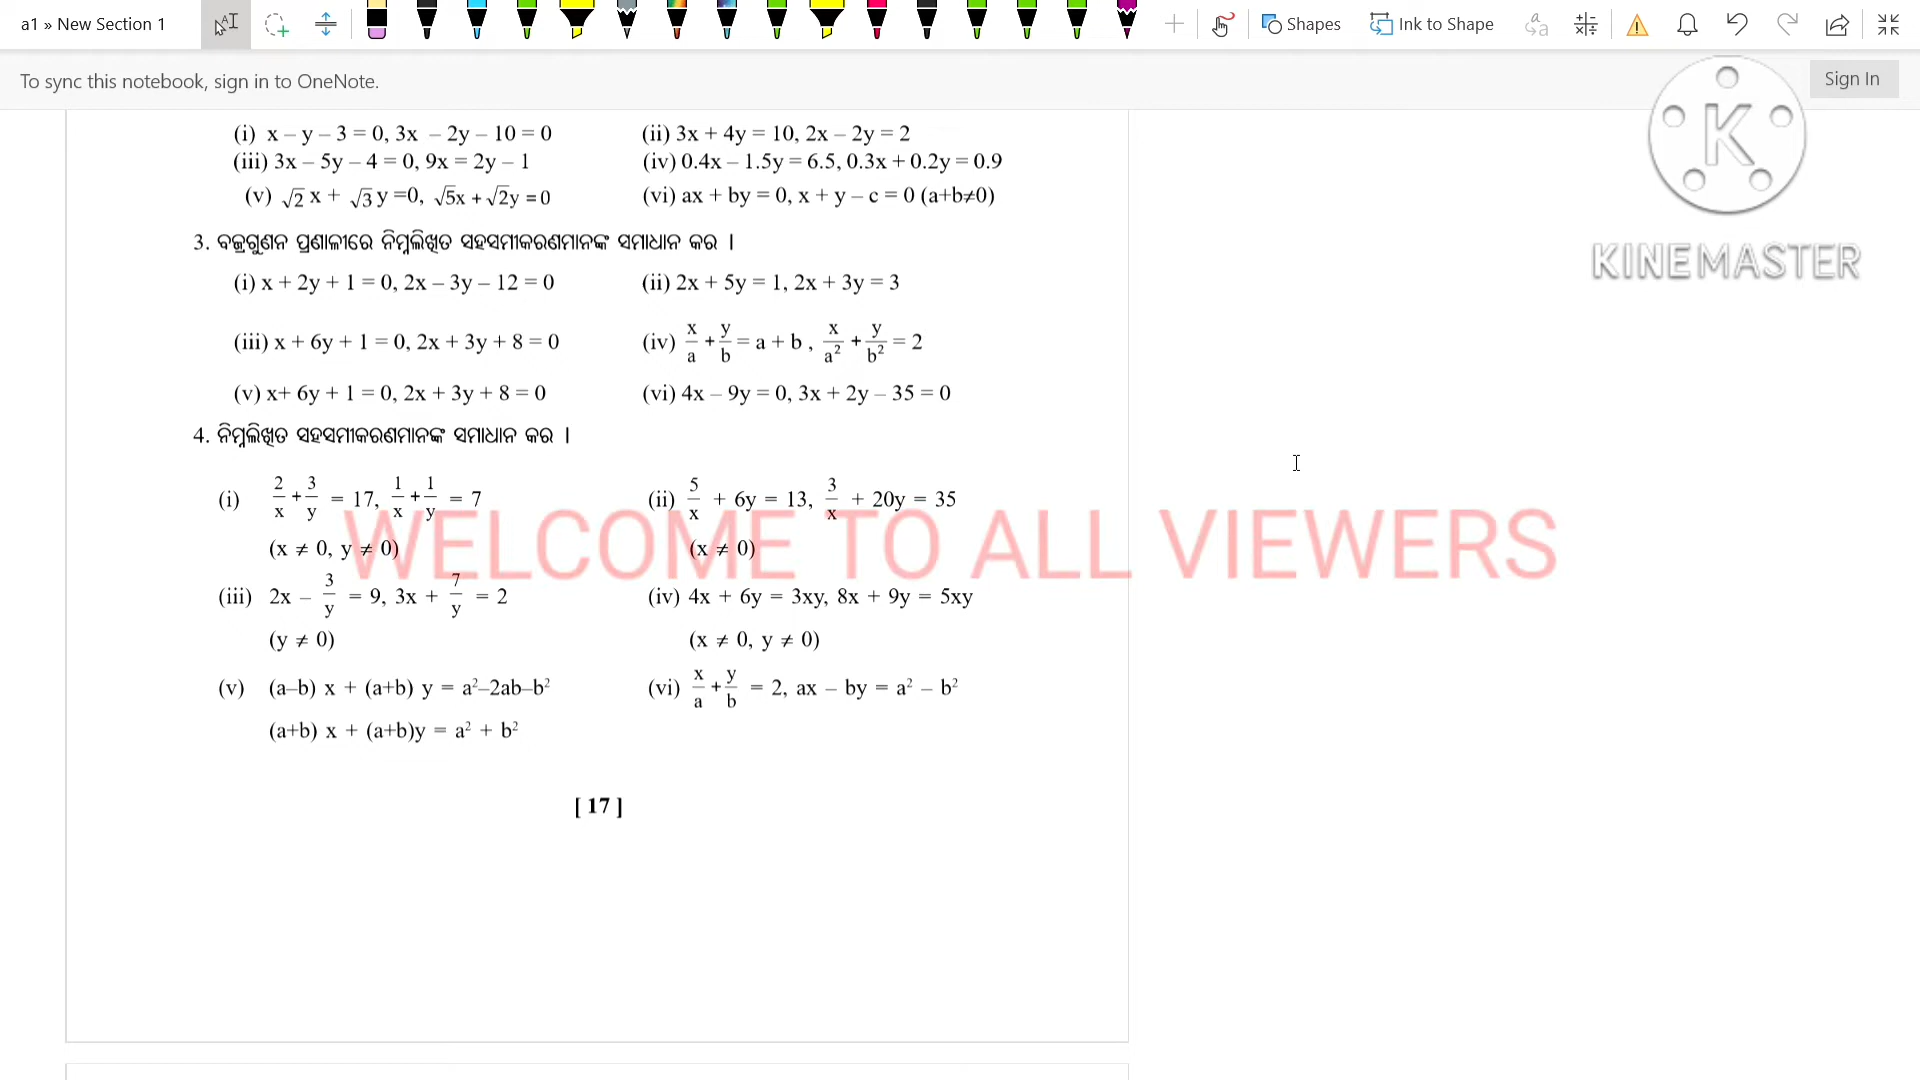 a1 » New Section 1
Shapes
Ink to Shape
To sync this notebook, sign in to OneNote.
Sign In
K
KINEMASTER
(i) x – y – 3 = 0, 3x – 2y – 10 = 0 (ii) 3x + 4y = 10, 2x – 2y = 2
(iii) 3x – 5y – 4 = 0, 9x = 2y – 1 (iv) 0.4x – 1.5y = 6.5, 0.3x + 0.2y = 0.9
(v) √2 x + √3 y =0, √5x + √2y = 0 (vi) ax + by = 0, x + y – c = 0 (a+b≠0)
3. ବଜ୍ରଗୁଣନ ପ୍ରଣାଳୀରେ ନିମ୍ନଲିଖିତ ସହସମୀକରଣମାନଙ୍କ ସମାଧାନ କର ।
(i) x + 2y + 1 = 0, 2x – 3y – 12 = 0 (ii) 2x + 5y = 1, 2x + 3y = 3
(iii) x + 6y + 1 = 0, 2x + 3y + 8 = 0 (iv) x/a + y/b = a + b , x/a² + y/b² = 2
(v) x+ 6y + 1 = 0, 2x + 3y + 8 = 0 (vi) 4x – 9y = 0, 3x + 2y – 35 = 0
4. ନିମ୍ନଲିଖିତ ସହସମୀକରଣମାନଙ୍କ ସମାଧାନ କର ।
(i) 2/x + 3/y = 17, 1/x + 1/y = 7 (ii) 5/x + 6y = 13, 3/x + 20y = 35
WELCOME TO ALL VIEWERS
(x ≠ 0, y ≠ 0) (x ≠ 0)
(iii) 2x – 3/y = 9, 3x + 7/y = 2 (iv) 4x + 6y = 3xy, 8x + 9y = 5xy
(y ≠ 0) (x ≠ 0, y ≠ 0)
(v) (a–b) x + (a+b) y = a²–2ab–b² (vi) x/a + y/b = 2, ax – by = a² – b²
(a+b) x + (a+b)y = a² + b²
[ 17 ]